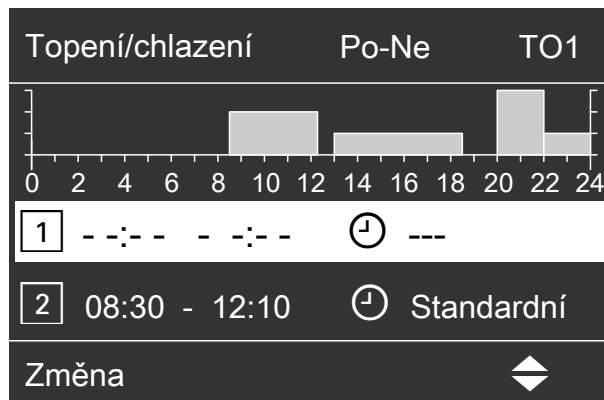 Topení/chlazení Po-Ne TO1
0 2 4 6 8 10 12 14 16 18 20 22 24
1 - -:- - - -:- - ---
2 08:30 - 12:10 Standardní
Změna